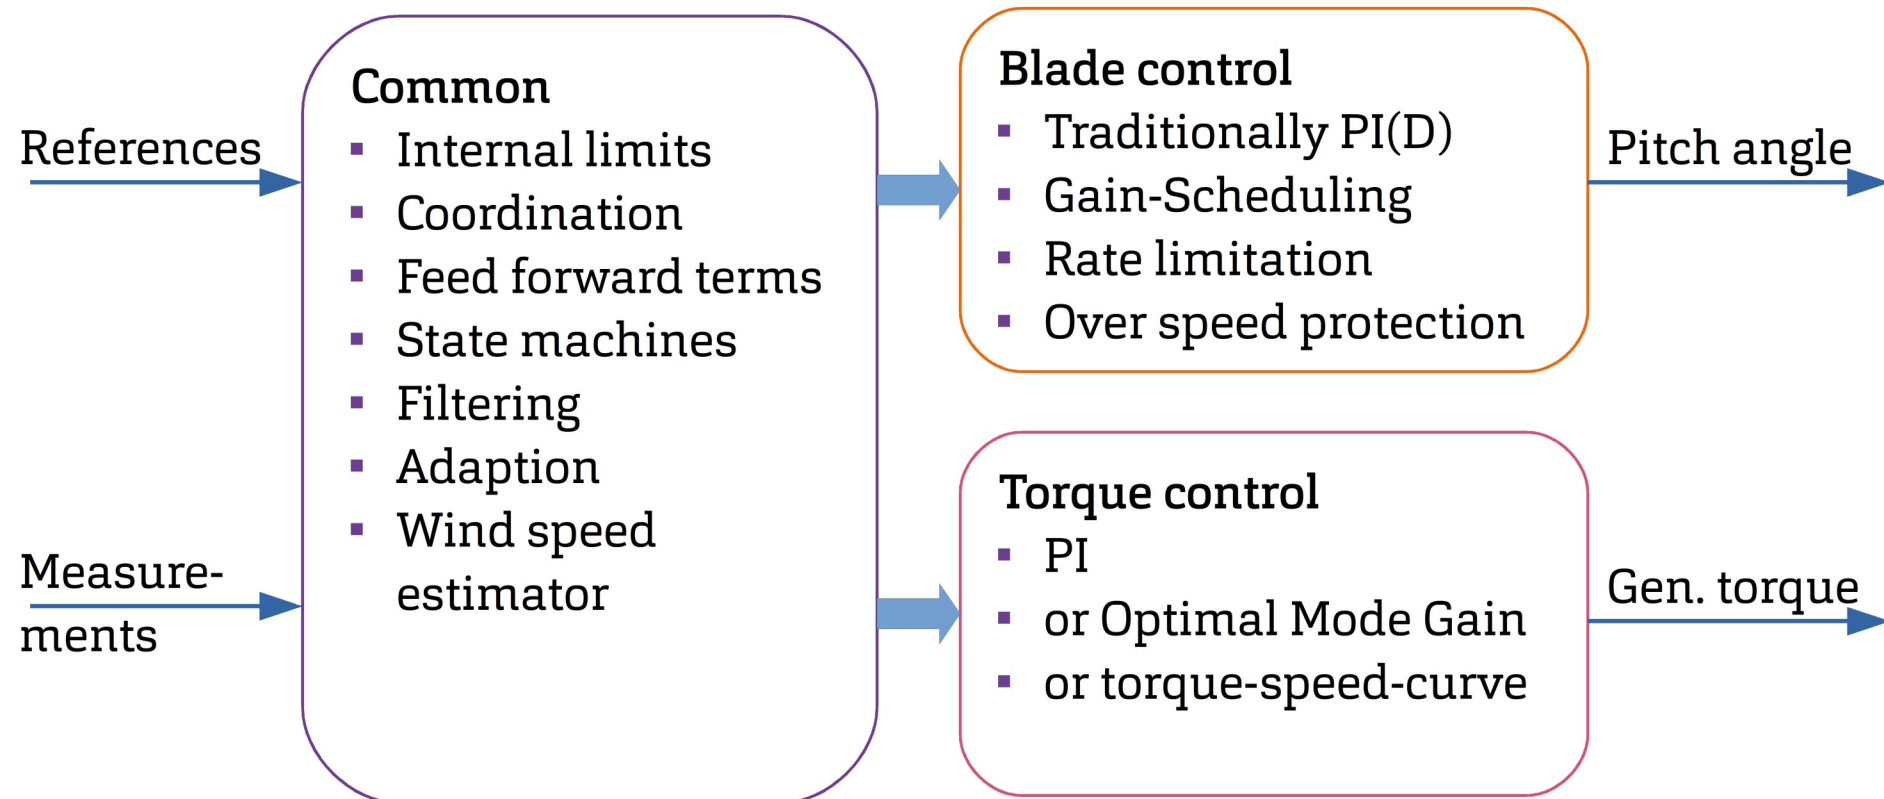 References
Measure-
ments
Common
▪ Internal limits
▪ Coordination
▪ Feed forward terms
▪ State machines
▪ Filtering
▪ Adaption
▪ Wind speed
estimator
Blade control
▪ Traditionally PI(D)
▪ Gain-Scheduling
▪ Rate limitation
▪ Over speed protection
Pitch angle
Torque control
▪ PI
▪ or Optimal Mode Gain
▪ or torque-speed-curve
Gen. torque